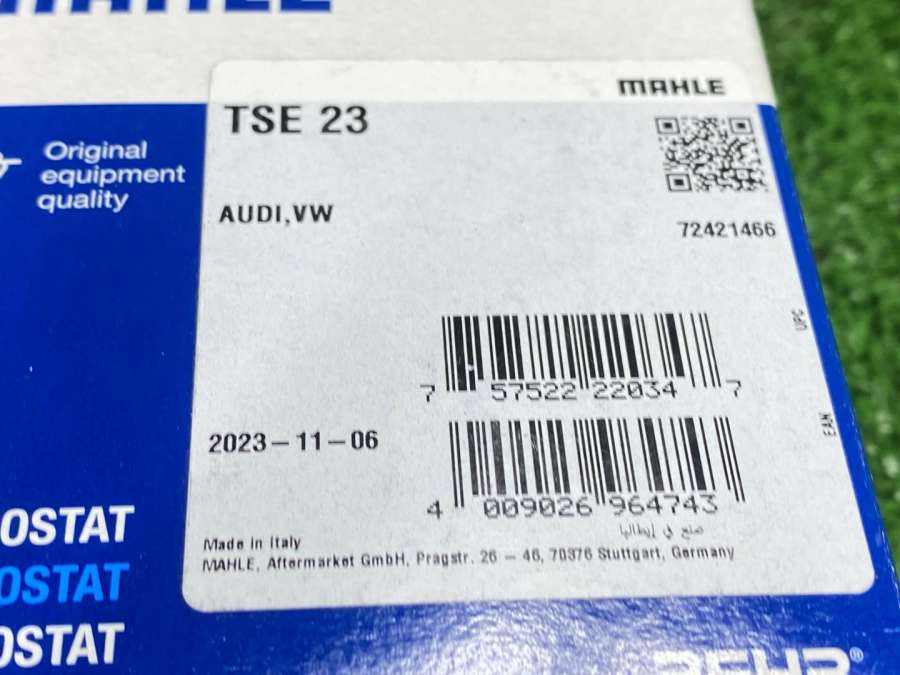 MAHLE
MAHLE
TSE 23
Original
equipment
quality
AUDI,VW
72421466
UPC
7 57522 22034 7
EAN
2023-11-06
4 009026 964743
صنع في إيطاليا
Made in Italy
MAHLE, Aftermarket GmbH, Pragstr. 26 – 46, 70376 Stuttgart, Germany
OSTAT
OSTAT
OSTAT
BEHR®